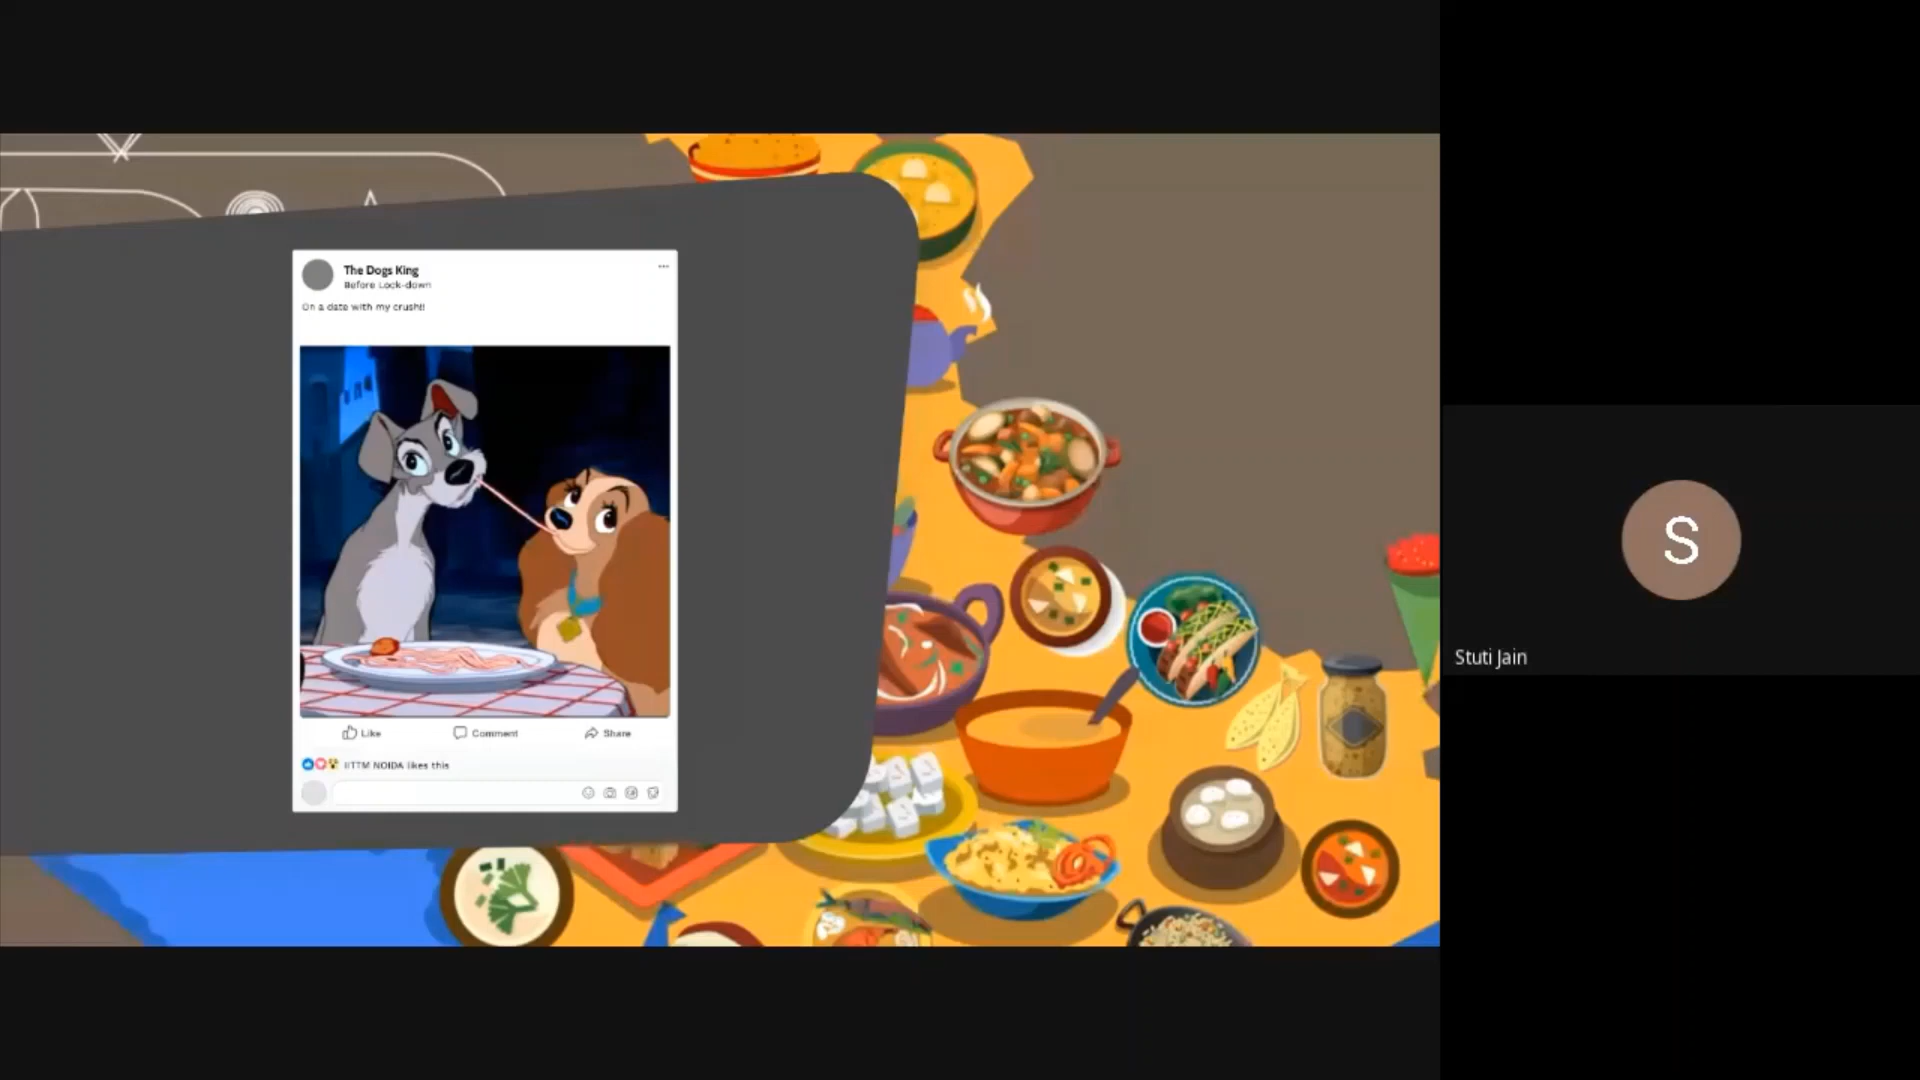 The Dogs King
Before Lock-down
On a date with my crush!!
Like
Comment
Share
IITTM NOIDA likes this
S
Stuti Jain